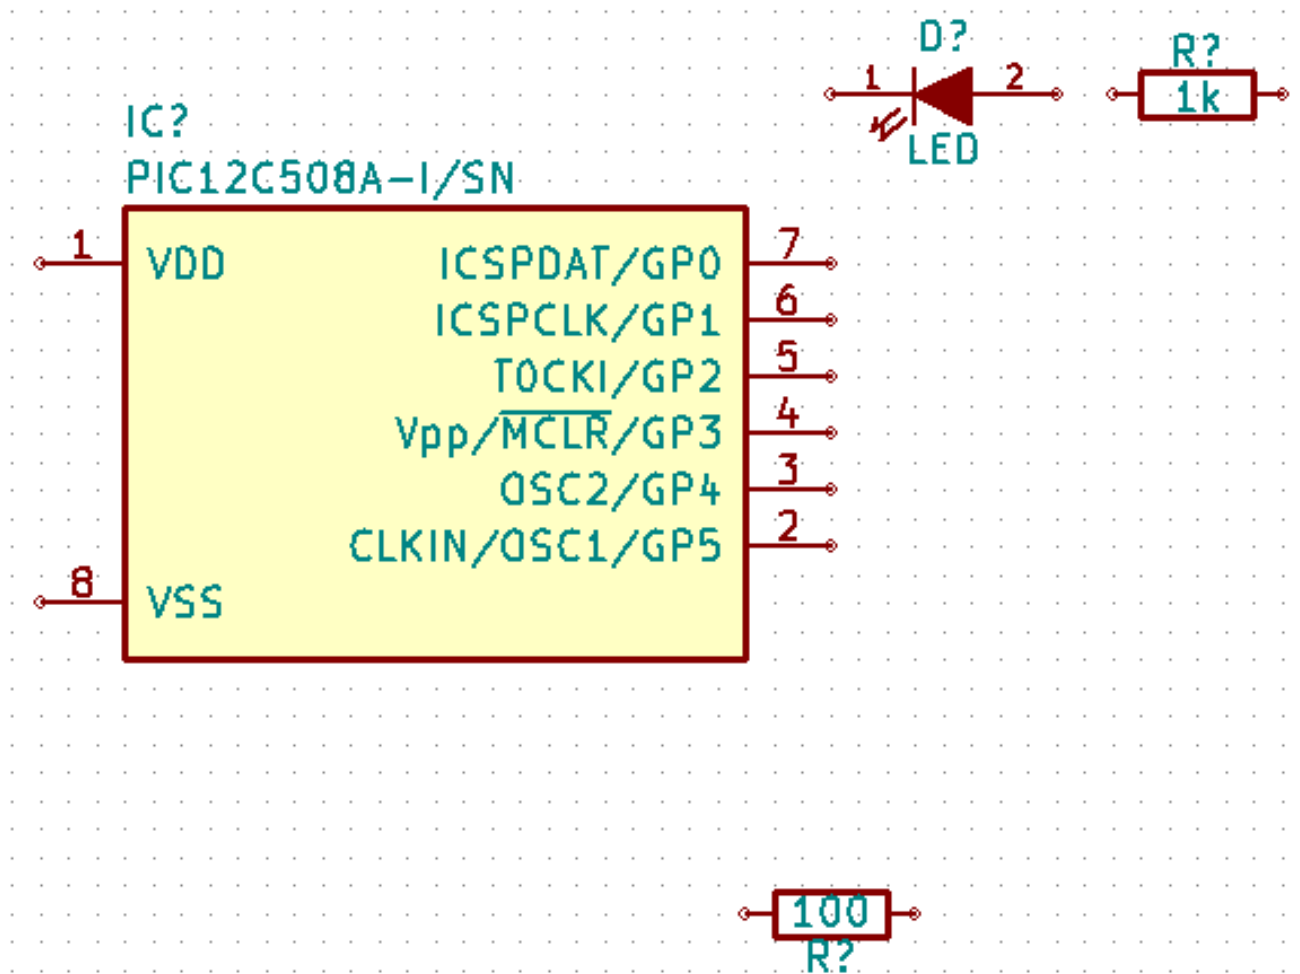 D?
R?
1 2
1k
LED
IC?
PIC12C508A-I/SN
1 VDD ICSPDAT/GP0 7
ICSPCLK/GP1 6
T0CKI/GP2 5
Vpp/MCLR/GP3 4
OSC2/GP4 3
CLKIN/OSC1/GP5 2
8 VSS
100
R?